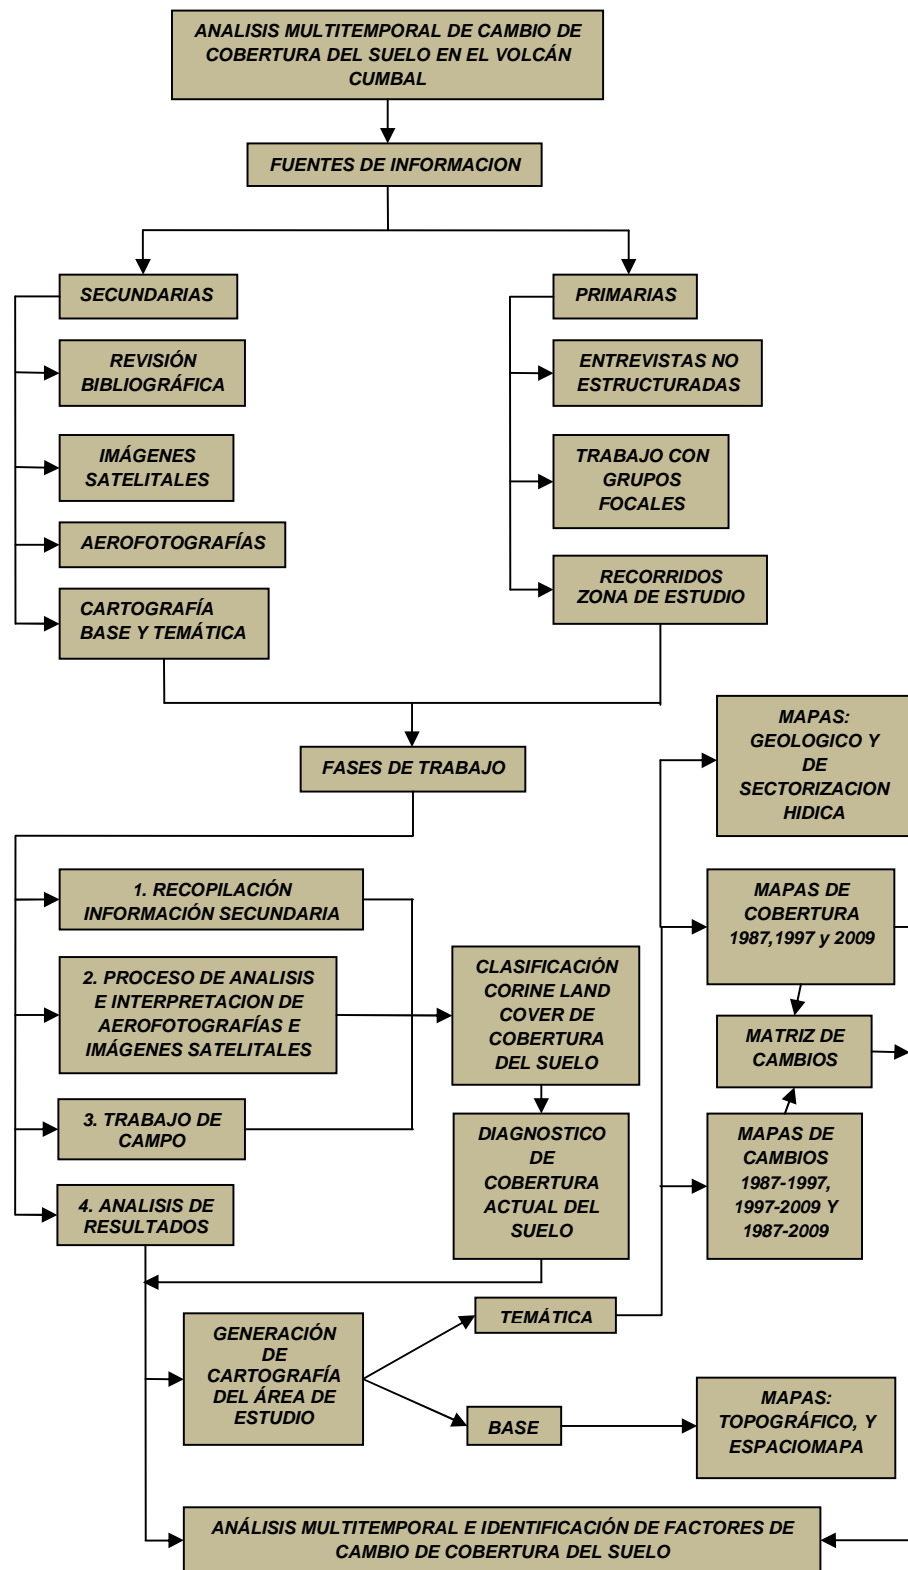 ANALISIS MULTITEMPORAL DE CAMBIO DE
COBERTURA DEL SUELO EN EL VOLCÁN
CUMBAL
FUENTES DE INFORMACION
SECUNDARIAS
REVISIÓN
BIBLIOGRÁFICA
IMÁGENES
SATELITALES
AEROFOTOGRAFÍAS
CARTOGRAFÍA
BASE Y TEMÁTICA
PRIMARIAS
ENTREVISTAS NO
ESTRUCTURADAS
TRABAJO CON
GRUPOS
FOCALES
RECORRIDOS
ZONA DE ESTUDIO
FASES DE TRABAJO
1. RECOPILACIÓN
INFORMACIÓN SECUNDARIA
2. PROCESO DE ANALISIS
E INTERPRETACION DE
AEROFOTOGRAFÍAS E
IMÁGENES SATELITALES
3. TRABAJO DE
CAMPO
4. ANALISIS DE
RESULTADOS
CLASIFICACIÓN
CORINE LAND
COVER DE
COBERTURA
DEL SUELO
DIAGNOSTICO
DE
COBERTURA
ACTUAL DEL
SUELO
MAPAS:
GEOLOGICO Y
DE
SECTORIZACION
HIDICA
MAPAS DE
COBERTURA
1987,1997 y 2009
MATRIZ DE
CAMBIOS
MAPAS DE
CAMBIOS
1987-1997,
1997-2009 Y
1987-2009
GENERACIÓN
DE
CARTOGRAFÍA
DEL ÁREA DE
ESTUDIO
TEMÁTICA
BASE
MAPAS:
TOPOGRÁFICO, Y
ESPACIOMAPA
ANÁLISIS MULTITEMPORAL E IDENTIFICACIÓN DE FACTORES DE
CAMBIO DE COBERTURA DEL SUELO